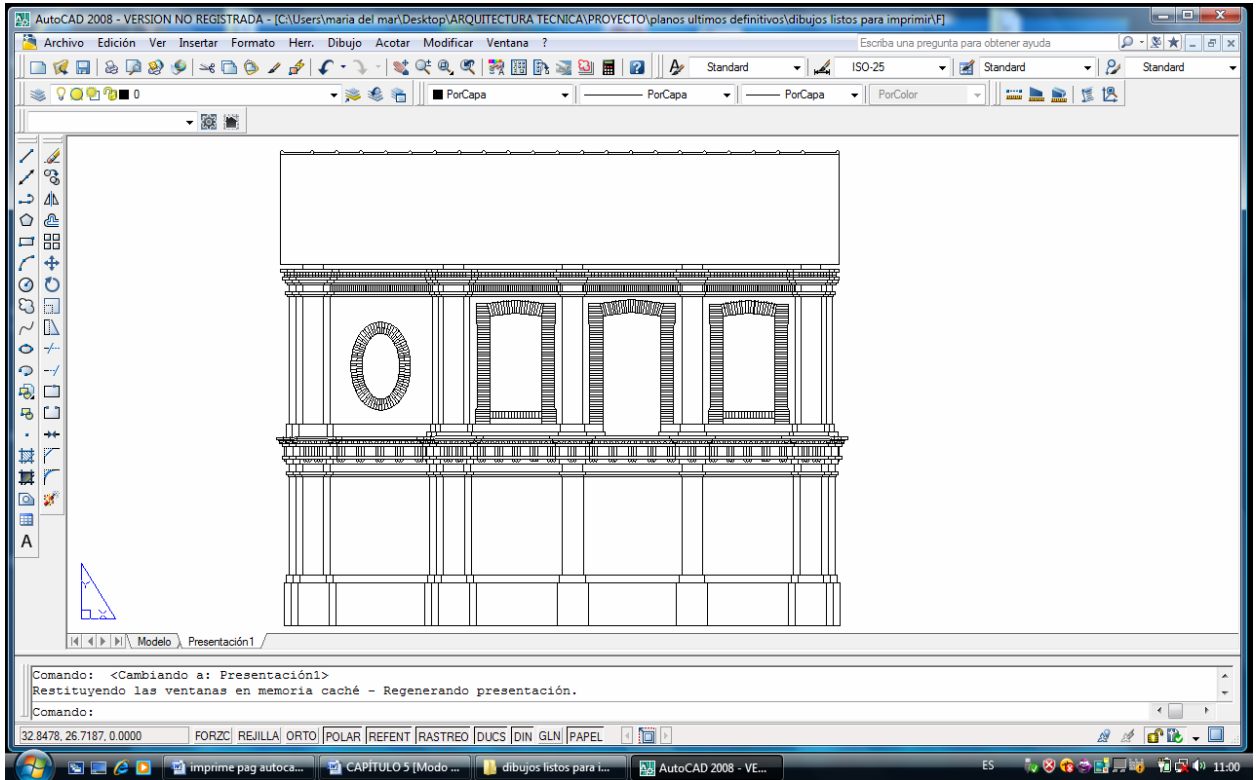 AutoCAD 2008 - VERSION NO REGISTRADA - [C:\Users\maria del mar\Desktop\ARQUITECTURA TECNICA\PROYECTO\planos ultimos definitivos\dibujos listos para imprimir\F]
Archivo Edición Ver Insertar Formato Herr. Dibujo Acotar Modificar Ventana ? Escriba una pregunta para obtener ayuda
Standard ISO-25 Standard Standard
0 PorCapa PorCapa PorCapa PorColor
A
Y
X
Modelo Presentación1
Comando: <Cambiando a: Presentación1>
Restituyendo las ventanas en memoria caché - Regenerando presentación.
Comando:
32.8478, 26.7187, 0.0000 FORZC REJILLA ORTO POLAR REFENT RASTREO DUCS DIN GLN PAPEL
imprime pag autoca... CAPÍTULO 5 [Modo ... dibujos listos para i... AutoCAD 2008 - VE... ES 11:00